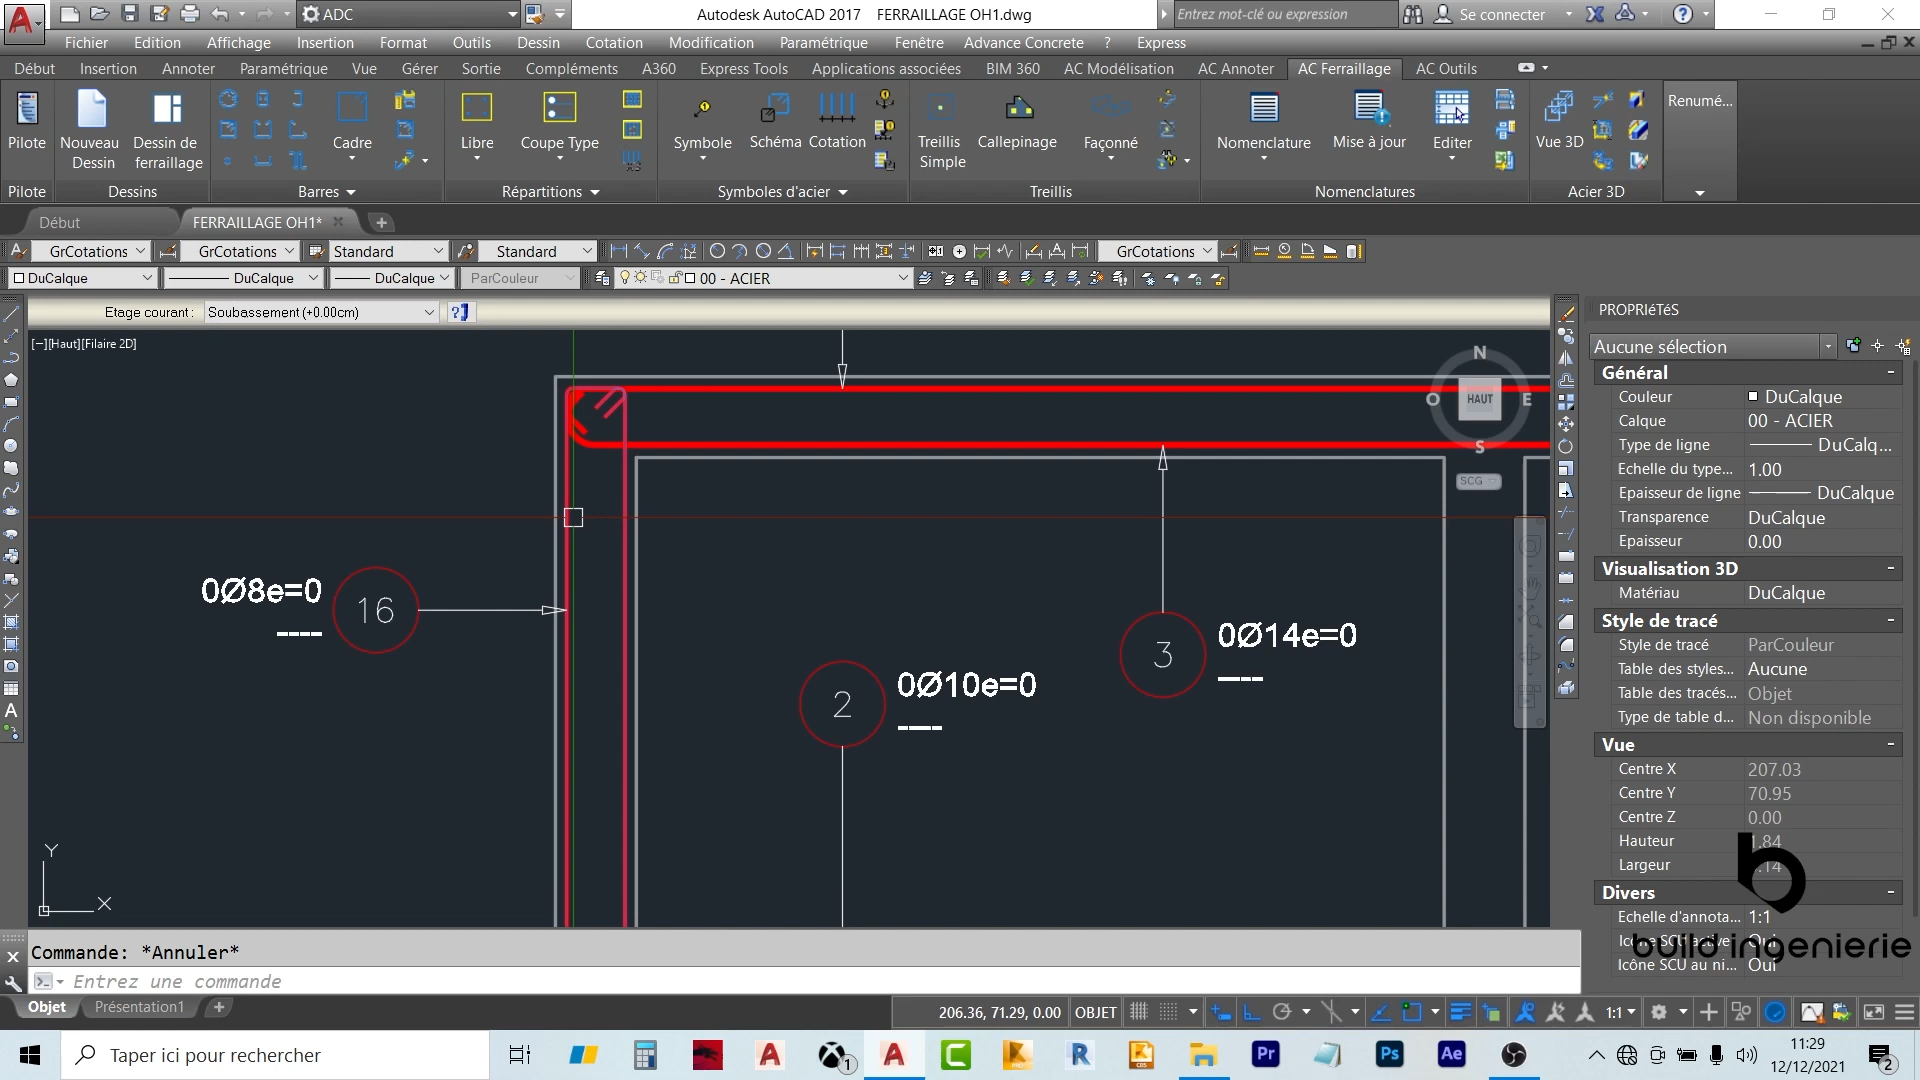 ADC
Autodesk AutoCAD 2017 FERRAILLAGE OH1.dwg
Entrez mot-clé ou expression
Se connecter
Fichier Edition Affichage Insertion Format Outils Dessin Cotation Modification Paramétrique Fenêtre Advance Concrete ? Express
Début Insertion Annoter Paramétrique Vue Gérer Sortie Compléments A360 Express Tools Applications associées BIM 360 AC Modélisation AC Annoter AC Ferraillage AC Outils
Pilote
Nouveau Dessin
Dessin de ferraillage
Cadre
Libre
Coupe Type
Symbole
Schéma
Cotation
Treillis Simple
Callepinage
Façonné
Nomenclature
Mise à jour
Editer
Vue 3D
Renumé...
Pilote Dessins Barres Répartitions Symboles d'acier Treillis Nomenclatures Acier 3D
Début FERRAILLAGE OH1*
GrCotations GrCotations Standard Standard GrCotations
DuCalque DuCalque DuCalque ParCouleur 00 - ACIER
Etage courant : Soubassement (+0.00cm)
[−][Haut][Filaire 2D]
N
O HAUT E
S
SCG
0Ø8e=0
----
16
2
0Ø10e=0
----
3
0Ø14e=0
----
Y
X
PROPRIéTéS
Aucune sélection
Général
Couleur DuCalque
Calque 00 - ACIER
Type de ligne DuCalq...
Echelle du type... 1.00
Epaisseur de ligne DuCalque
Transparence DuCalque
Epaisseur 0.00
Visualisation 3D
Matériau DuCalque
Style de tracé
Style de tracé ParCouleur
Table des styles... Aucune
Table des tracés... Objet
Type de table d... Non disponible
Vue
Centre X 207.03
Centre Y 70.95
Centre Z 0.00
Hauteur 1.84
Largeur
Divers
Echelle d'annota... 1:1
build ingenierie
Icône SCU au ni... Oui
Commande: *Annuler*
Entrez une commande
Objet Présentation1
206.36, 71.29, 0.00 OBJET 1:1
Taper ici pour rechercher
1
Pr Ps Ae
11:29
12/12/2021
2